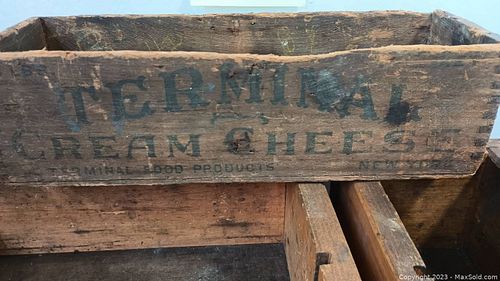 TERMINAL
CREAM CHEESE
TERMINAL FOOD PRODUCTS NEW YORK
Copyright 2023 - MaxSold.com